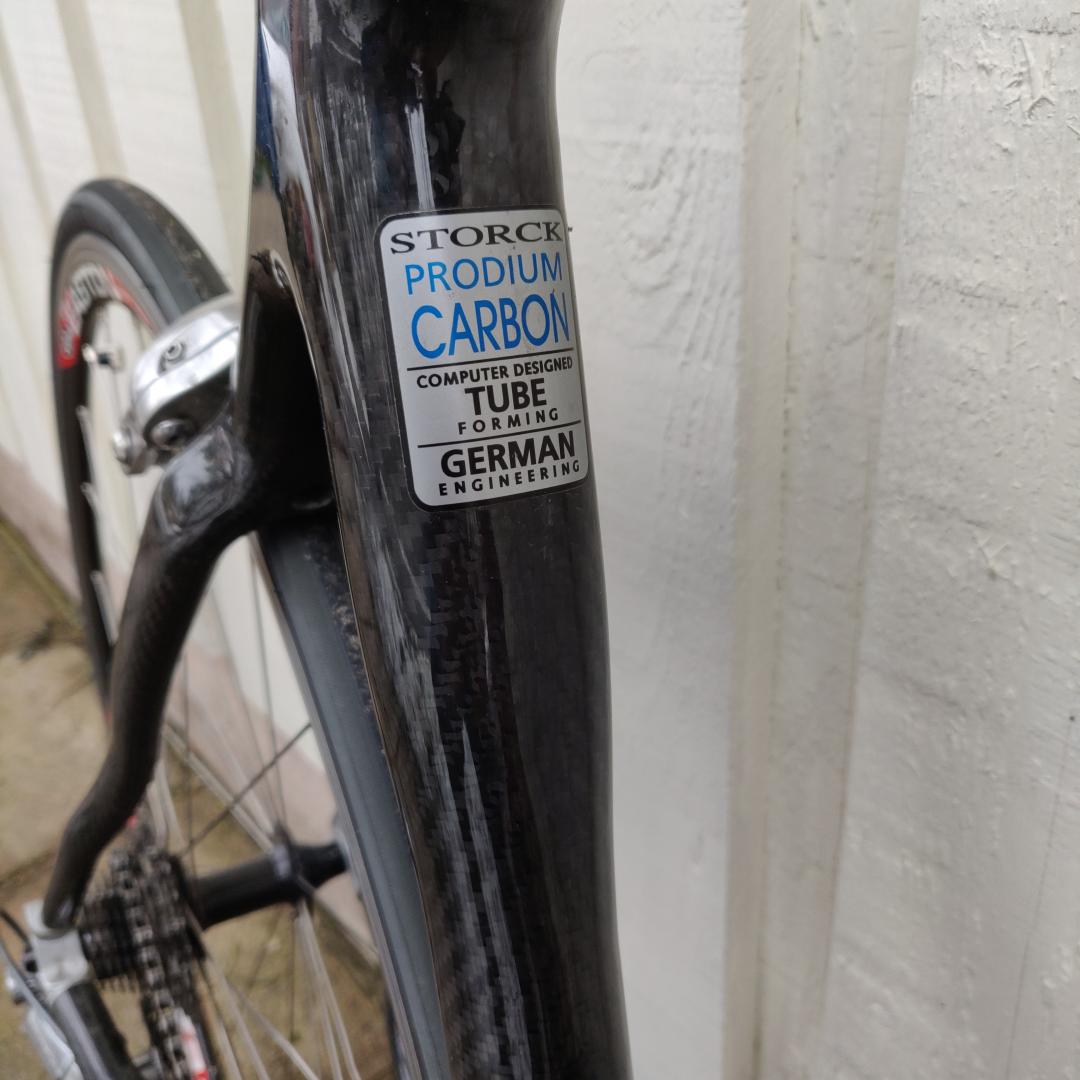 STORCK
PRODIUM
CARBON
COMPUTER DESIGNED
TUBE
FORMING
GERMAN
ENGINEERING